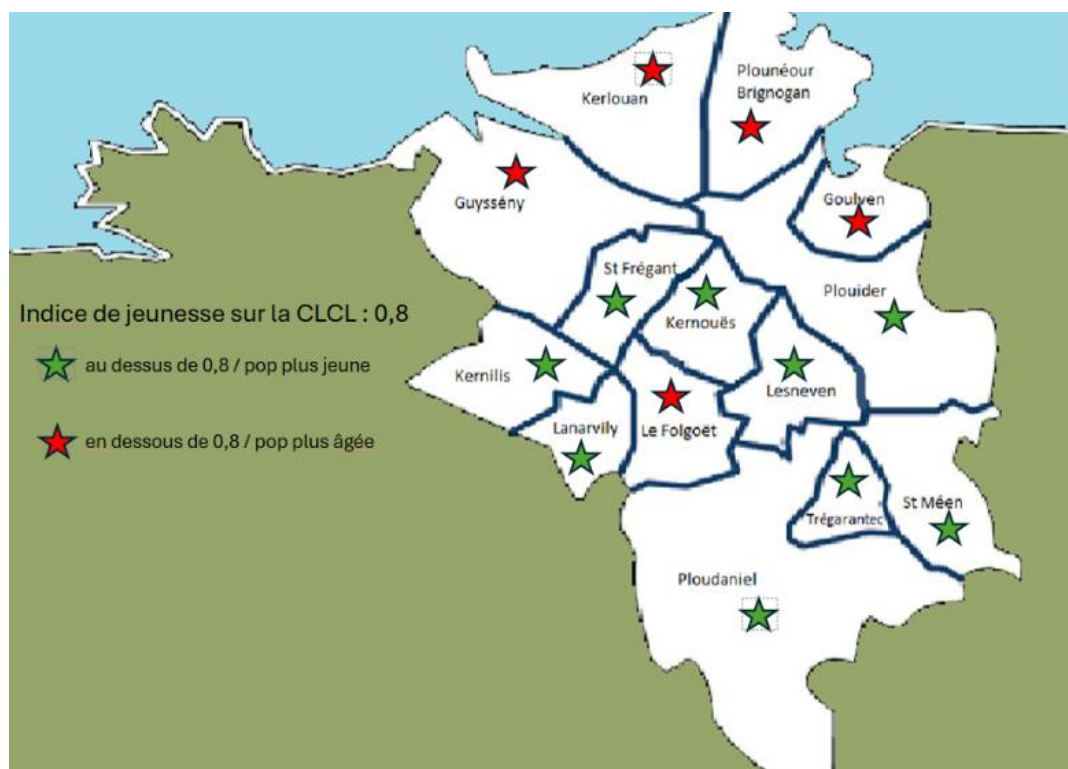 Kerlouan
Plounéour
Brignogan
Guyssény
Goulven
St Frégant
Kernouës
Plouider
Indice de jeunesse sur la CLCL : 0,8
au dessus de 0,8 / pop plus jeune
Kernilis
Lesneven
en dessous de 0,8 / pop plus âgée
Lanarvily
Le Folgoët
Trégarantec
St Méen
Ploudaniel